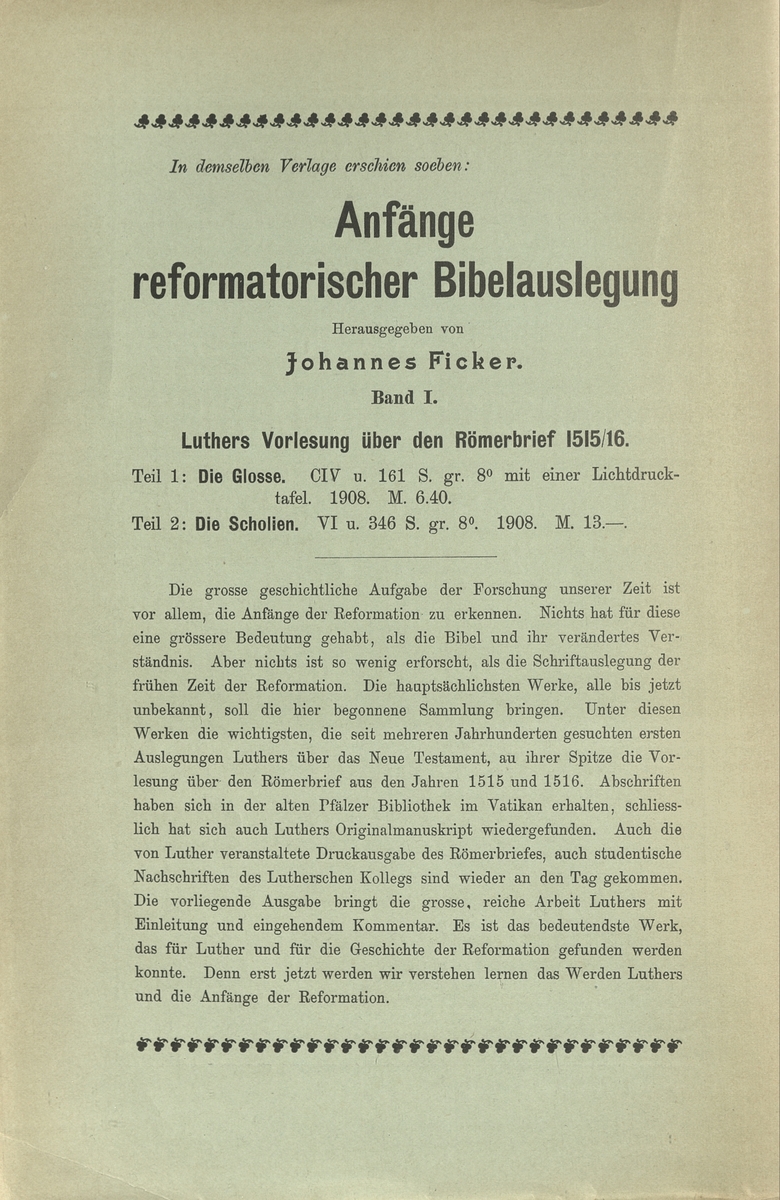 In demselben Verlage erschien soeben:
Anfänge
reformatorischer Bibelauslegung
Herausgegeben von
Johannes Ficker.
Band I.
Luthers Vorlesung über den Römerbrief 1515/16.
Teil 1: Die Glosse. CIV u. 161 S. gr. 8⁰ mit einer Lichtdruck-
tafel. 1908. M. 6.40.
Teil 2: Die Scholien. VI u. 346 S. gr. 8⁰. 1908. M. 13.—.
Die grosse geschichtliche Aufgabe der Forschung unserer Zeit ist
vor allem, die Anfänge der Reformation zu erkennen. Nichts hat für diese
eine grössere Bedeutung gehabt, als die Bibel und ihr verändertes Ver-
ständnis. Aber nichts ist so wenig erforscht, als die Schriftauslegung der
frühen Zeit der Reformation. Die hauptsächlichsten Werke, alle bis jetzt
unbekannt, soll die hier begonnene Sammlung bringen. Unter diesen
Werken die wichtigsten, die seit mehreren Jahrhunderten gesuchten ersten
Auslegungen Luthers über das Neue Testament, au ihrer Spitze die Vor-
lesung über den Römerbrief aus den Jahren 1515 und 1516. Abschriften
haben sich in der alten Pfälzer Bibliothek im Vatikan erhalten, schliess-
lich hat sich auch Luthers Originalmanuskript wiedergefunden. Auch die
von Luther veranstaltete Druckausgabe des Römerbriefes, auch studentische
Nachschriften des Lutherschen Kollegs sind wieder an den Tag gekommen.
Die vorliegende Ausgabe bringt die grosse, reiche Arbeit Luthers mit
Einleitung und eingehendem Kommentar. Es ist das bedeutendste Werk,
das für Luther und für die Geschichte der Reformation gefunden werden
konnte. Denn erst jetzt werden wir verstehen lernen das Werden Luthers
und die Anfänge der Reformation.